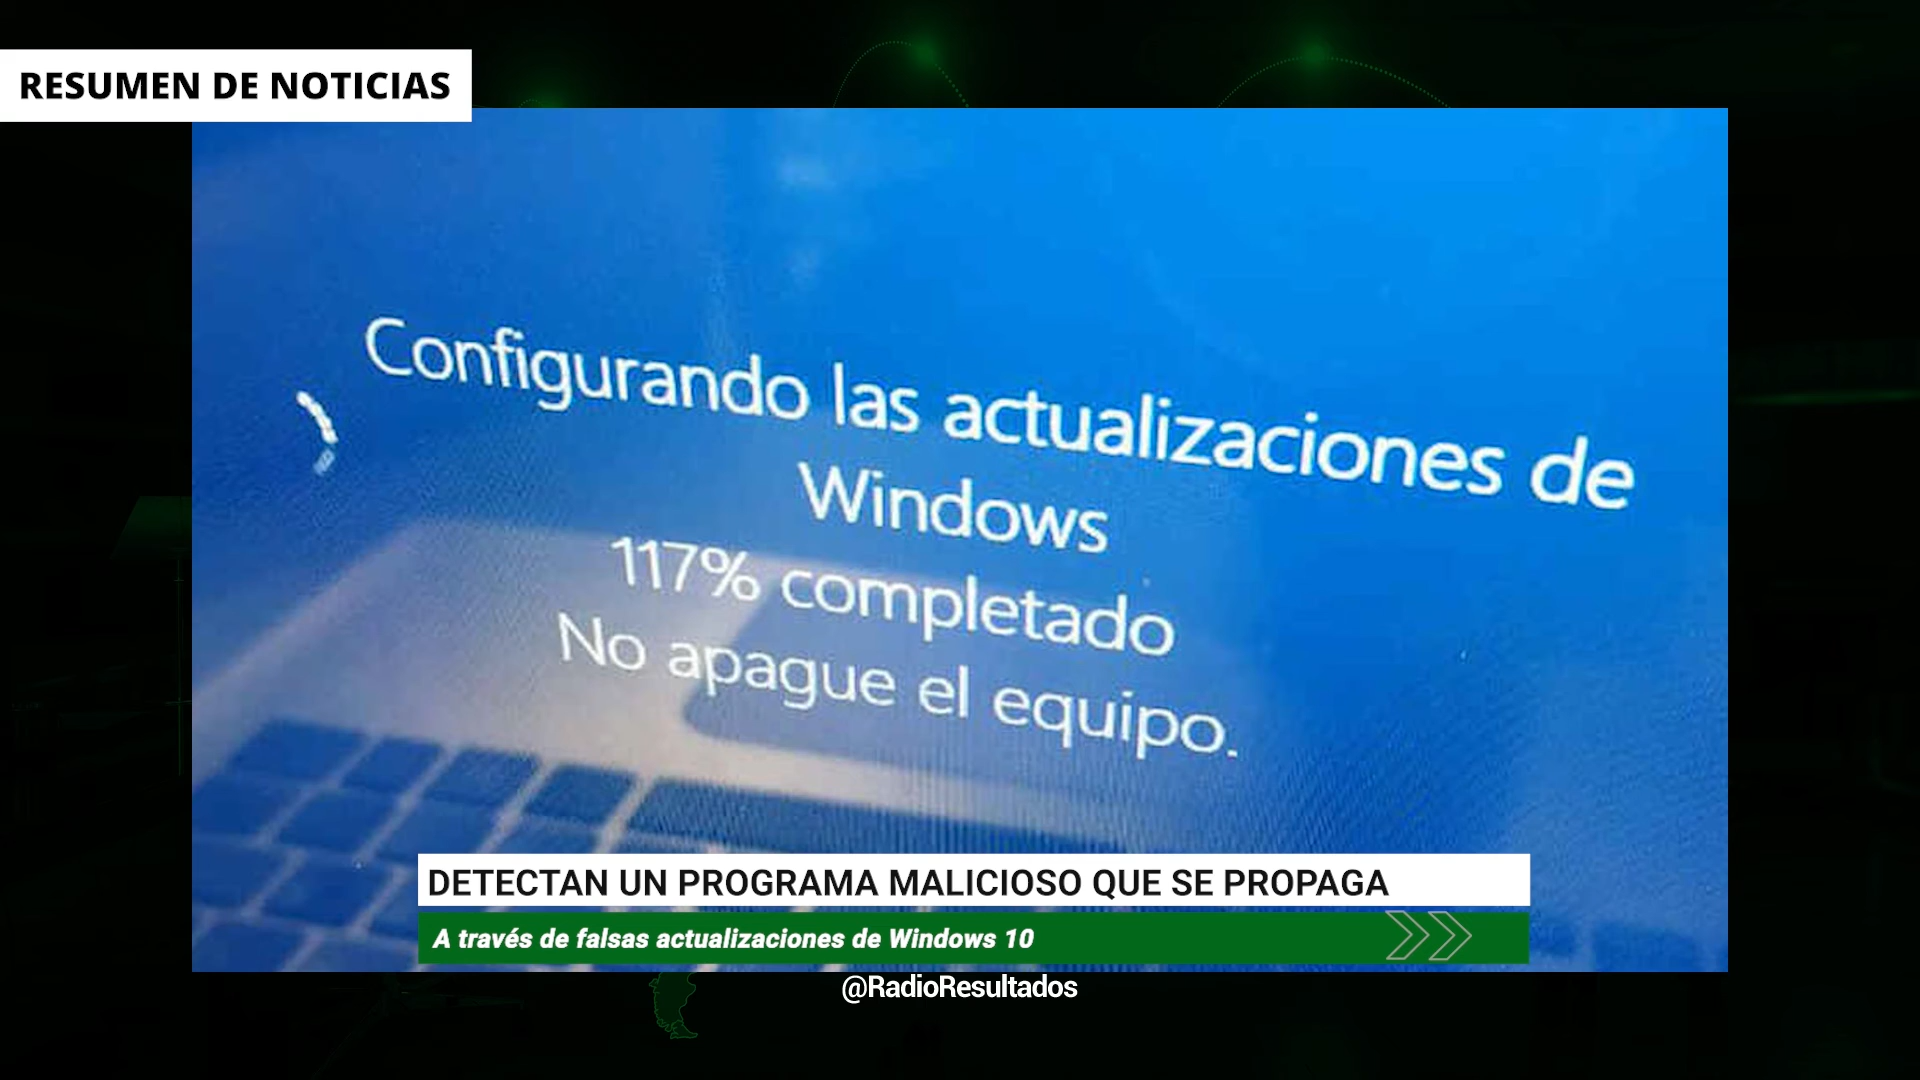 RESUMEN DE NOTICIAS
Configurando las actualizaciones de
Windows
117% completado
No apague el equipo.
DETECTAN UN PROGRAMA MALICIOSO QUE SE PROPAGA
A través de falsas actualizaciones de Windows 10
@RadioResultados